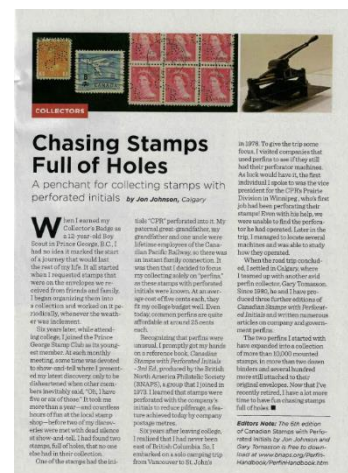 COLLECTORS
Chasing Stamps
Full of Holes
A penchant for collecting stamps with
perforated initials by Jon Johnson, Calgary
When I earned my
Collector's Badge as
a 12-year-old Boy
Scout in Prince George, B.C., I
had no idea it marked the start
of a journey that would last
the rest of my life. It all started
when I requested stamps that
were on the envelopes we re-
ceived from friends and family.
I began organizing them into
a collection and worked on it pe-
riodically, whenever the weath-
er was inclement.
Six years later, while attend-
ing college, I joined the Prince
George Stamp Club as its young-
est member. At each monthly
meeting, some time was devoted
to show-and-tell where I present-
ed my latest discovery only to be
disheartened when other mem-
bers inevitably said, "Oh, I have
five or six of those." It took me
more than a year—and countless
hours of fun at the local stamp
shop—before two of my discov-
eries were met with dead silence
at show-and-tell. I had found two
stamps, full of holes, that no one
else had in their collection.
One of the stamps had the ini-
tials "CPR" perforated into it. My
paternal great-grandfather, my
grandfather and one uncle were
lifetime employees of the Cana-
dian Pacific Railway, so there was
an instant family connection. It
was then that I decided to focus
my collecting solely on "perfins,"
as these stamps with perforated
initials were known. At an aver-
age cost of five cents each, they
fit my college budget well. Even
today, common perfins are quite
affordable at around 25 cents
each.
Recognizing that perfins were
unusual, I promptly got my hands
on a reference book, Canadian
Stamps with Perforated Initials
- 3rd Ed., produced by the British
North America Philatelic Society
(BNAPS), a group that I joined in
1973. I learned that stamps were
perforated with the company's
initials to reduce pilferage, a fea-
ture achieved today by company
postage meters.
Six years after leaving college,
I realized that I had never been
east of British Columbia. So, I
embarked on a solo camping trip
from Vancouver to St. John's
in 1978. To give the trip some
focus, I visited companies that
used perfins to see if they still
had their perforator machines.
As luck would have it, the first
individual I spoke to was the vice
president for the CPR's Prairie
Division in Winnipeg, who's first
job had been perforating their
stamps! Even with his help, we
were unable to find the perfora-
tor he had operated. Later in the
trip, I managed to locate several
machines and was able to study
how they operated.
When the road trip conclud-
ed, I settled in Calgary, where
I teamed up with another avid
perfin collector, Gary Tomasson.
Since 1980, he and I have pro-
duced three further editions of
Canadian Stamps with Perforat-
ed Initials and written numerous
articles on company and govern-
ment perfins.
The two perfins I started with
have expanded into a collection
of more than 10,000 mounted
stamps, in more than two dozen
binders and several hundred
more still attached to their
original envelopes. Now that I've
recently retired, I have a lot more
time to have fun chasing stamps
full of holes.
Editors Note: The 5th edition
of Canadian Stamps with Perfo-
rated Initials by Jon Johnson and
Gary Tomasson is free to down-
load at www.bnaps.org/Perfin-
Handbook/PerfinHandbook.htm